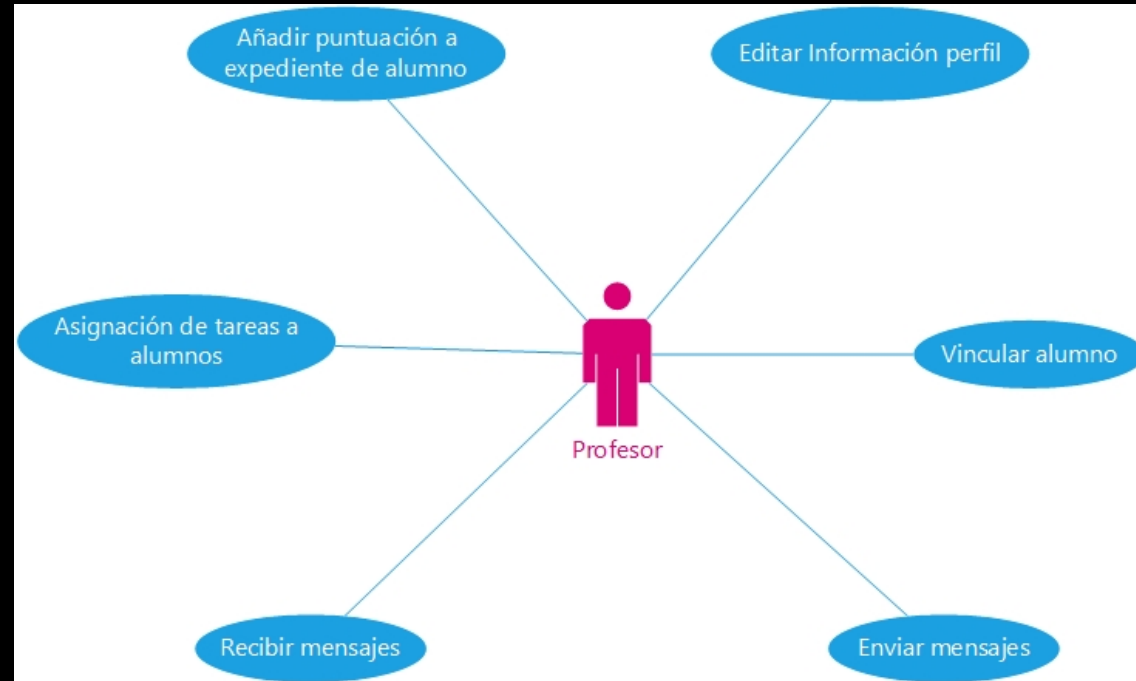 Añadir puntuación a
expediente de alumno
Editar Información perfil
Asignación de tareas a
alumnos
Vincular alumno
Profesor
Recibir mensajes
Enviar mensajes